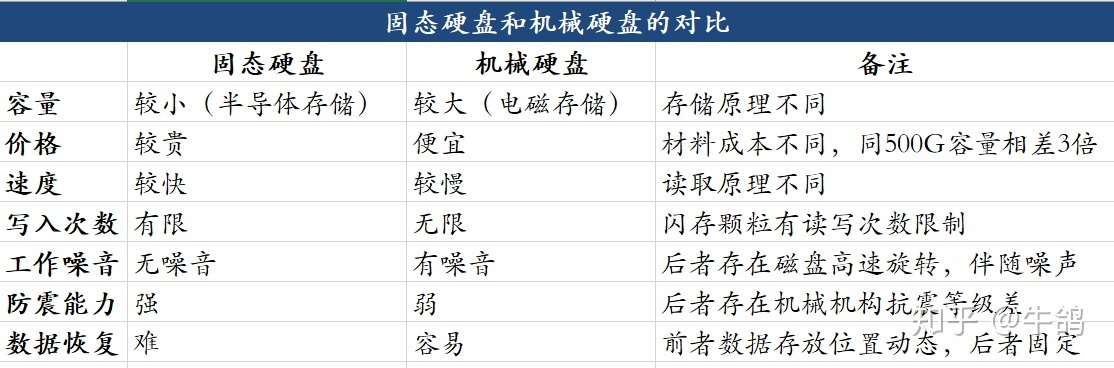 固态硬盘和机械硬盘的对比
固态硬盘 机械硬盘 备注
容量 较小（半导体存储） 较大（电磁存储） 存储原理不同
价格 较贵 便宜 材料成本不同，同500G容量相差3倍
速度 较快 较慢 读取原理不同
写入次数 有限 无限 闪存颗粒有读写次数限制
工作噪音 无噪音 有噪音 后者存在磁盘高速旋转，伴随噪声
防震能力 强 弱 后者存在机械机构抗震等级差
数据恢复 难 容易 前者数据存放位置动态，后者固定
知乎 @牛鸽